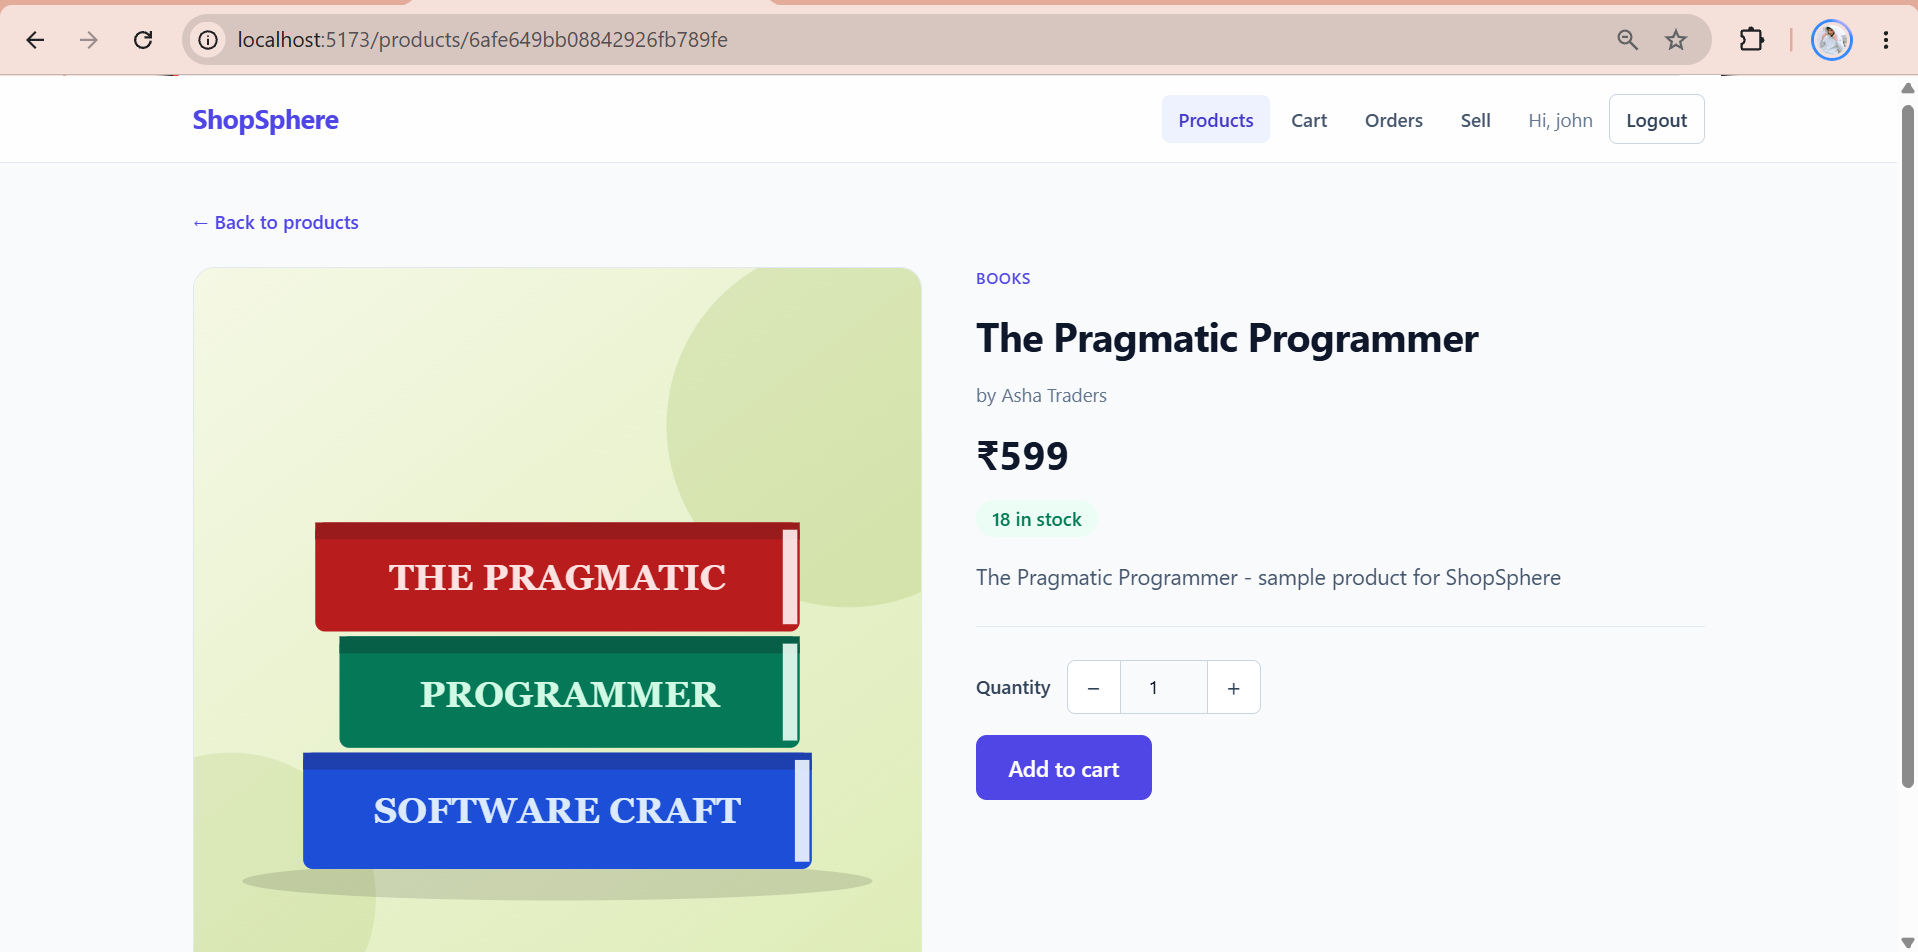 localhost:5173/products/6afe649bb08842926fb789fe
ShopSphere
Products Cart Orders Sell Hi, john Logout
← Back to products
BOOKS
The Pragmatic Programmer
by Asha Traders
₹599
18 in stock
The Pragmatic Programmer - sample product for ShopSphere
Quantity − 1 +
Add to cart
THE PRAGMATIC
PROGRAMMER
SOFTWARE CRAFT